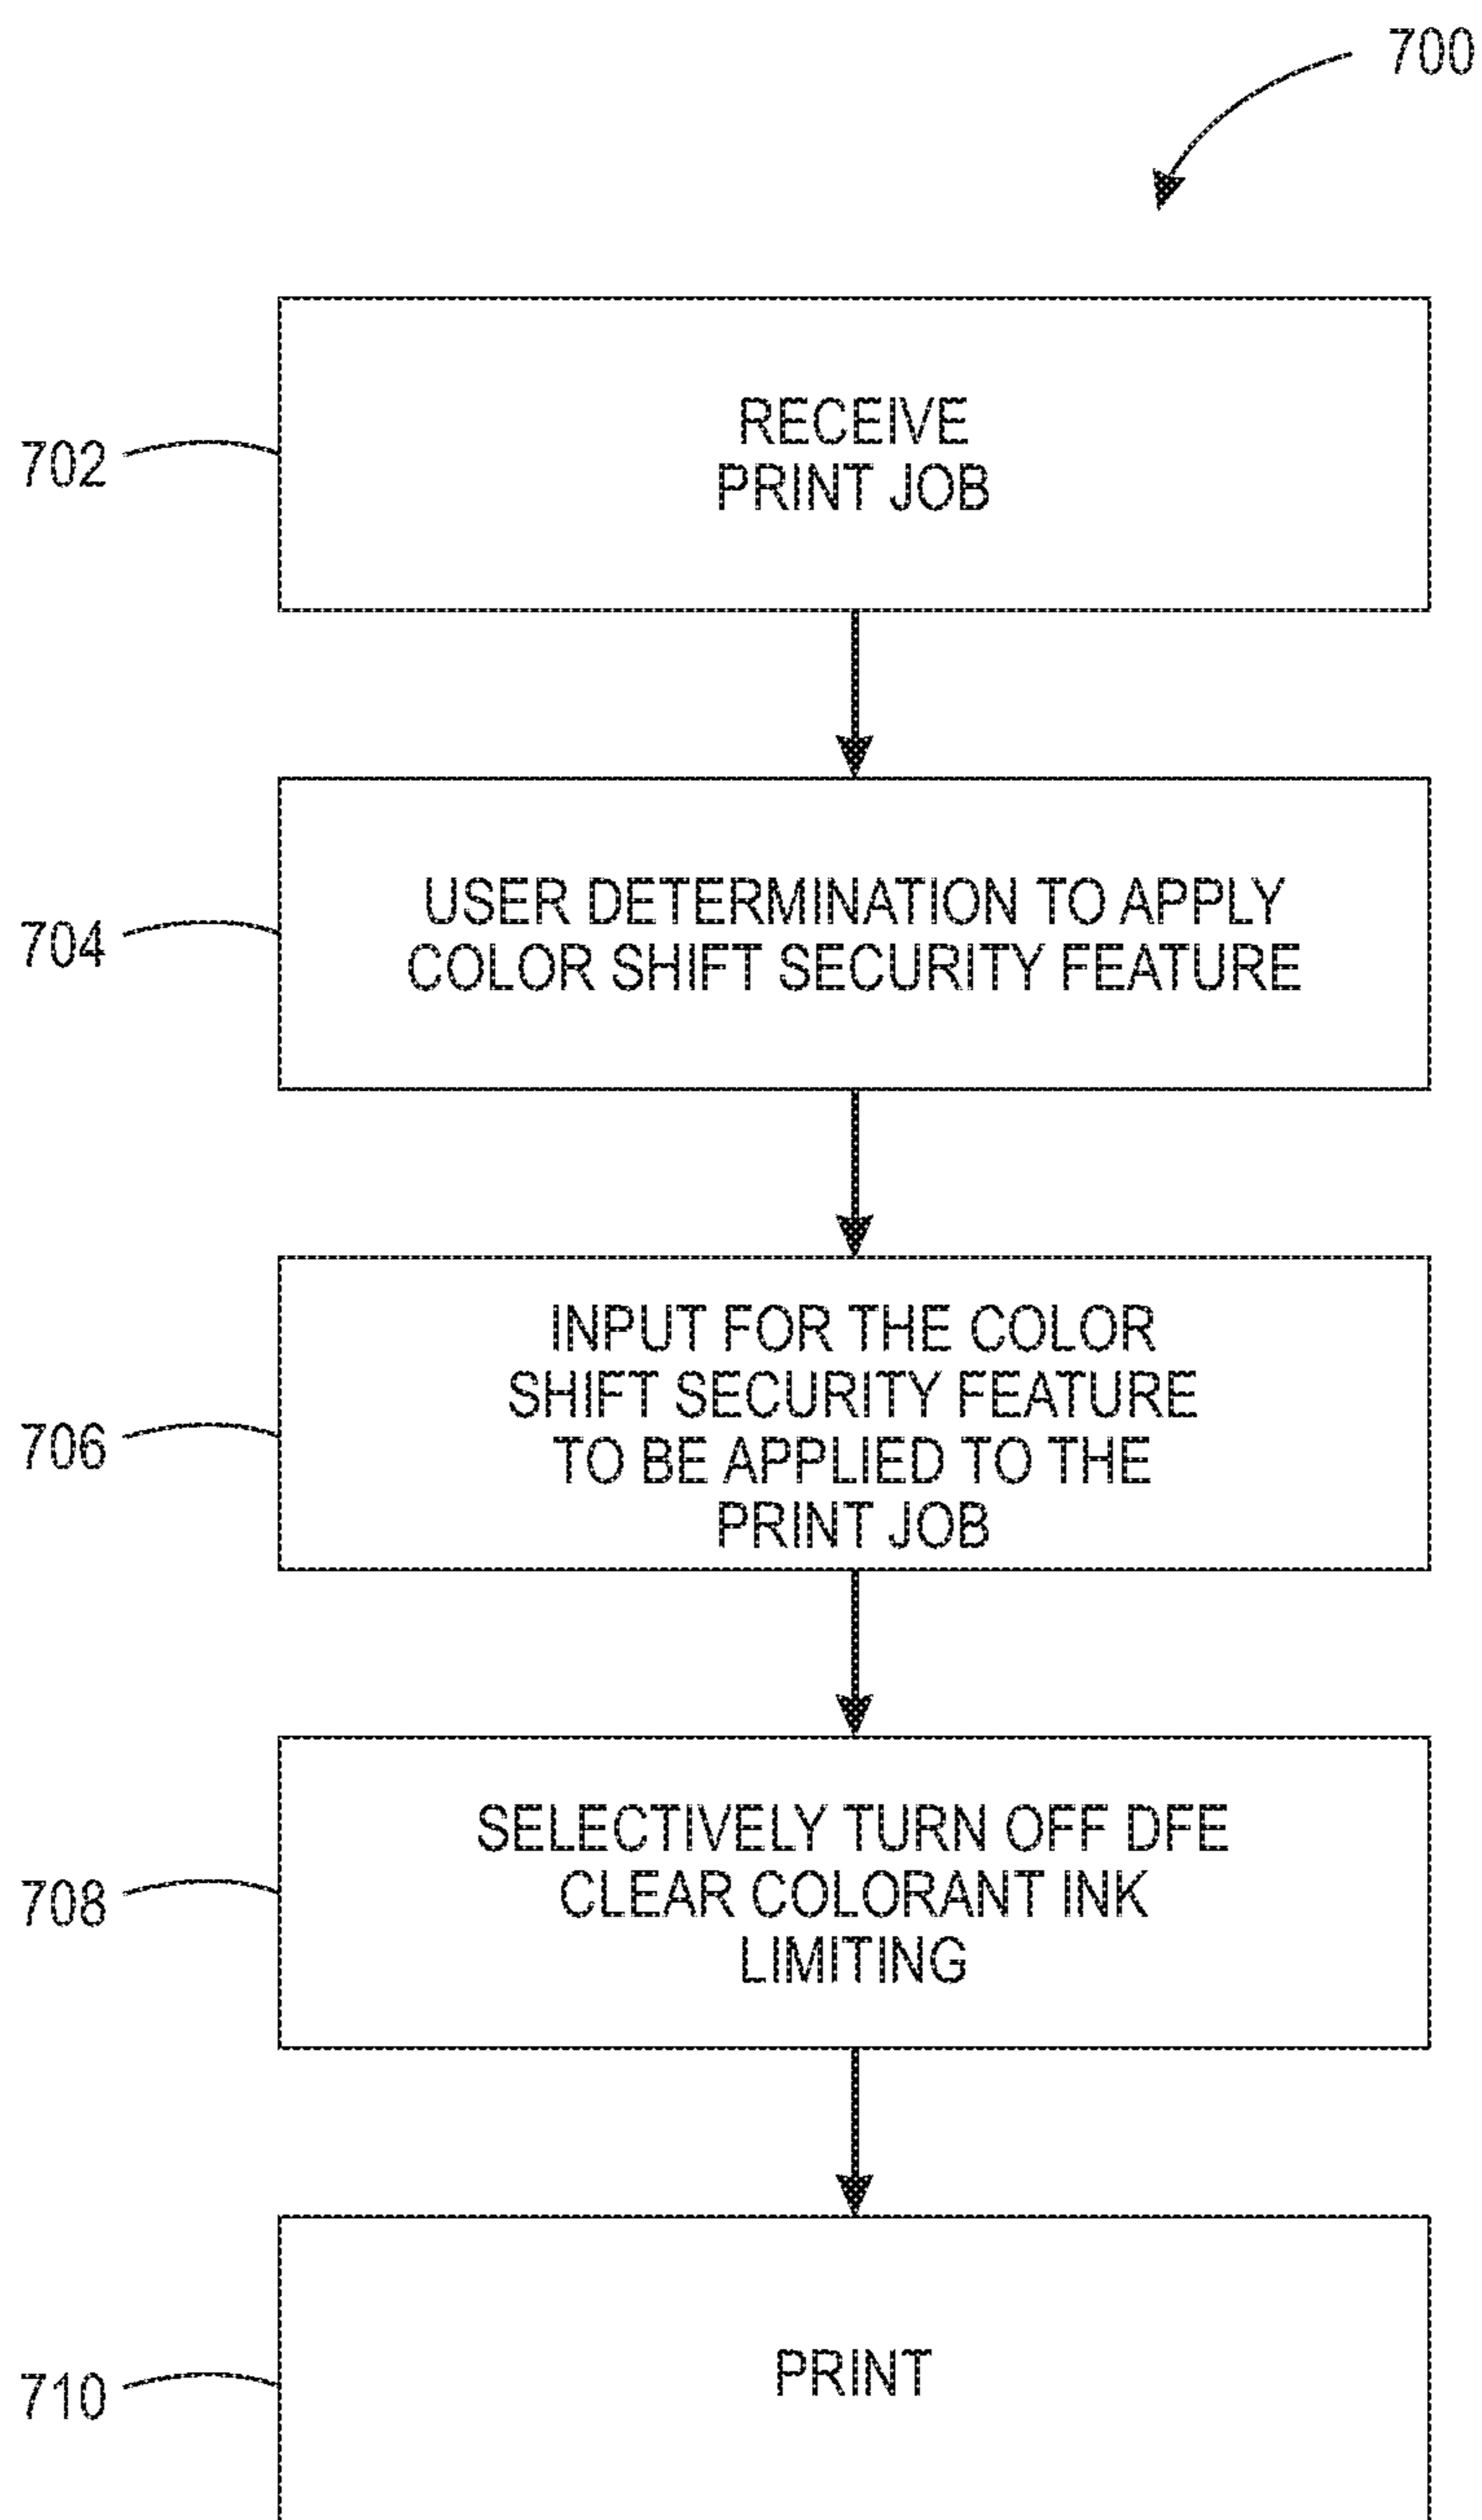 700
702
RECEIVE
PRINT JOB
704
USER DETERMINATION TO APPLY
COLOR SHIFT SECURITY FEATURE
706
INPUT FOR THE COLOR
SHIFT SECURITY FEATURE
TO BE APPLIED TO THE
PRINT JOB
708
SELECTIVELY TURN OFF DFE
CLEAR COLORANT INK
LIMITING
710
PRINT